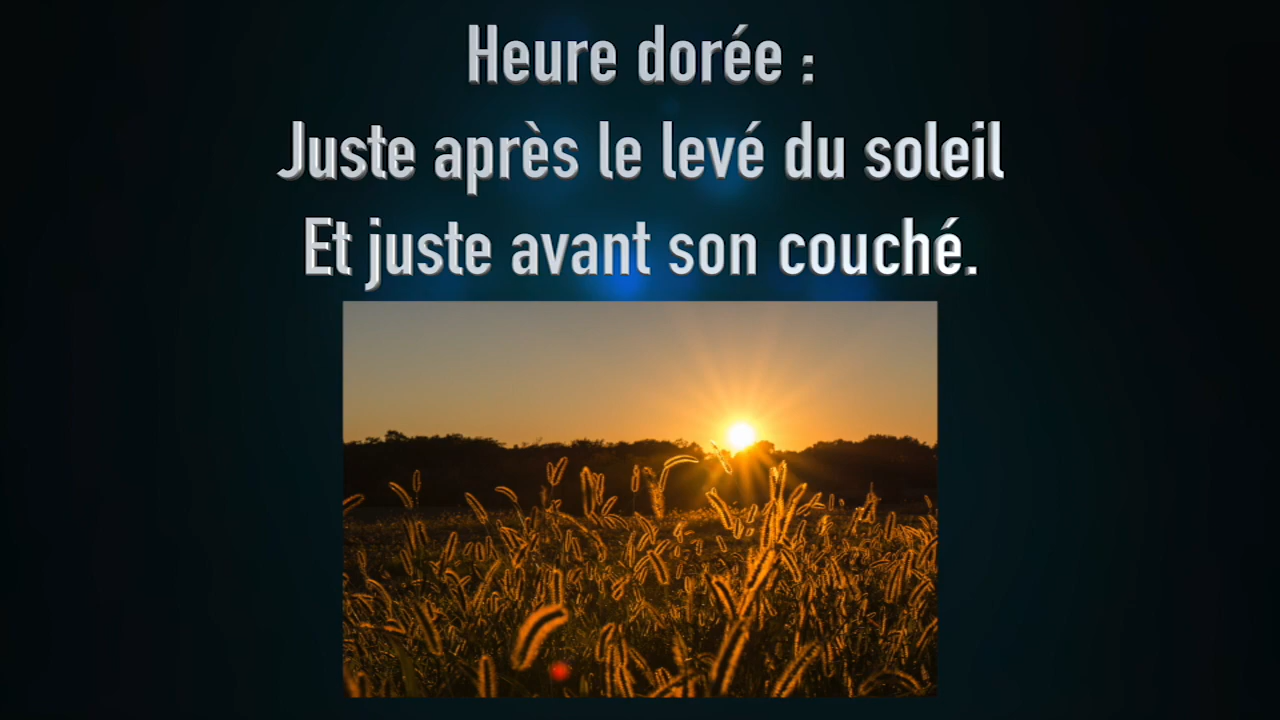 Heure dorée :
Juste après le levé du soleil
Et juste avant son couché.